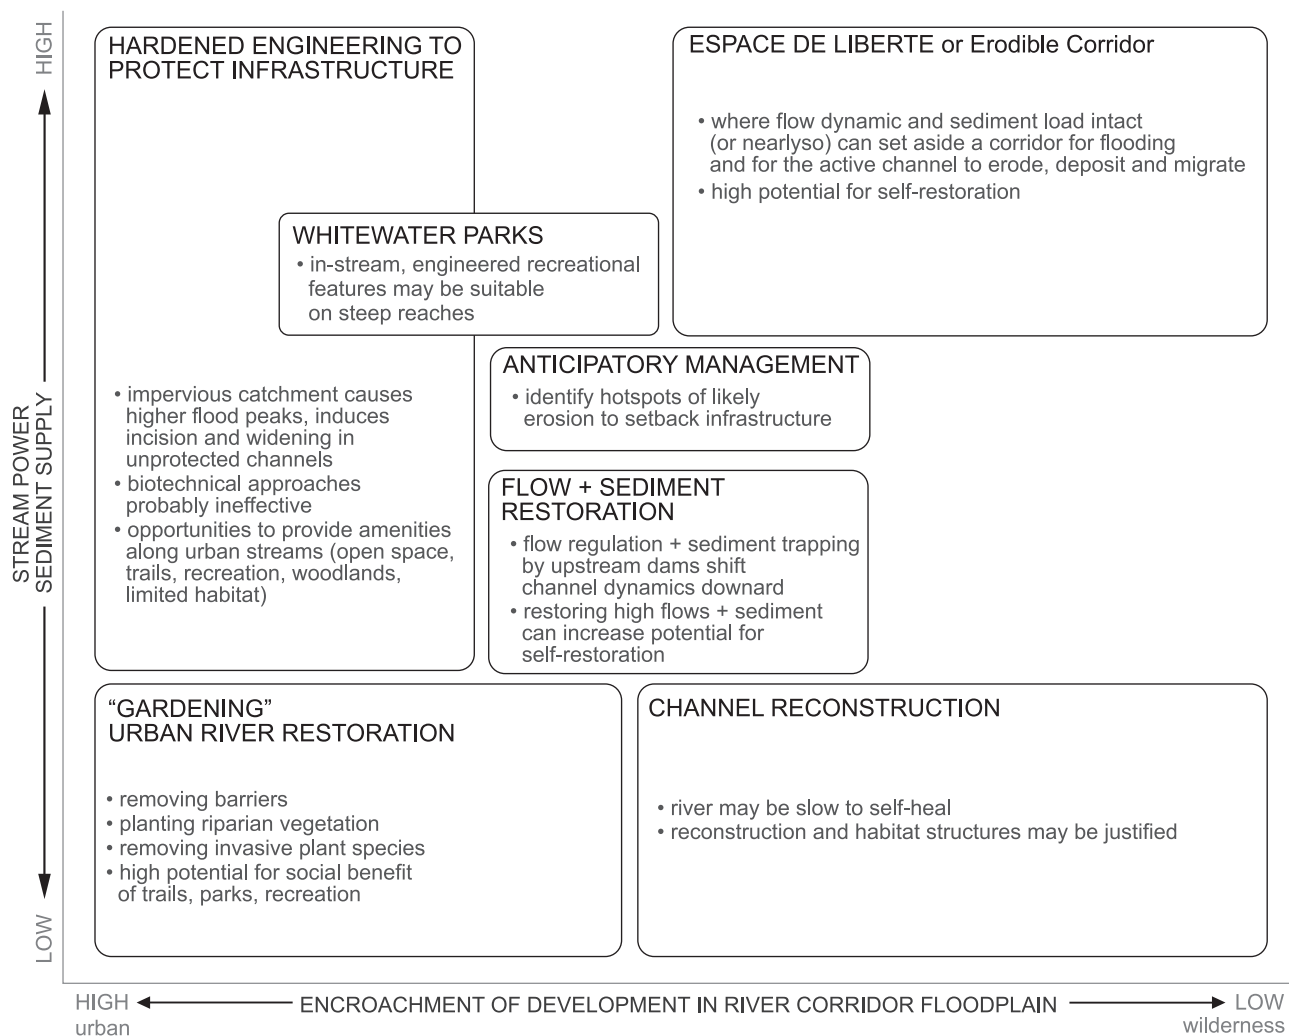 HIGH
STREAM POWER
SEDIMENT SUPPLY
LOW
HARDENED ENGINEERING TO
PROTECT INFRASTRUCTURE
• impervious catchment causes
higher flood peaks, induces
incision and widening in
unprotected channels
• biotechnical approaches
probably ineffective
• opportunities to provide amenities
along urban streams (open space,
trails, recreation, woodlands,
limited habitat)
ESPACE DE LIBERTE or Erodible Corridor
• where flow dynamic and sediment load intact
(or nearlyso) can set aside a corridor for flooding
and for the active channel to erode, deposit and migrate
• high potential for self-restoration
WHITEWATER PARKS
• in-stream, engineered recreational
features may be suitable
on steep reaches
ANTICIPATORY MANAGEMENT
• identify hotspots of likely
erosion to setback infrastructure
FLOW + SEDIMENT
RESTORATION
• flow regulation + sediment trapping
by upstream dams shift
channel dynamics downard
• restoring high flows + sediment
can increase potential for
self-restoration
“GARDENING”
URBAN RIVER RESTORATION
• removing barriers
• planting riparian vegetation
• removing invasive plant species
• high potential for social benefit
of trails, parks, recreation
CHANNEL RECONSTRUCTION
• river may be slow to self-heal
• reconstruction and habitat structures may be justified
HIGH
urban
ENCROACHMENT OF DEVELOPMENT IN RIVER CORRIDOR FLOODPLAIN
LOW
wilderness